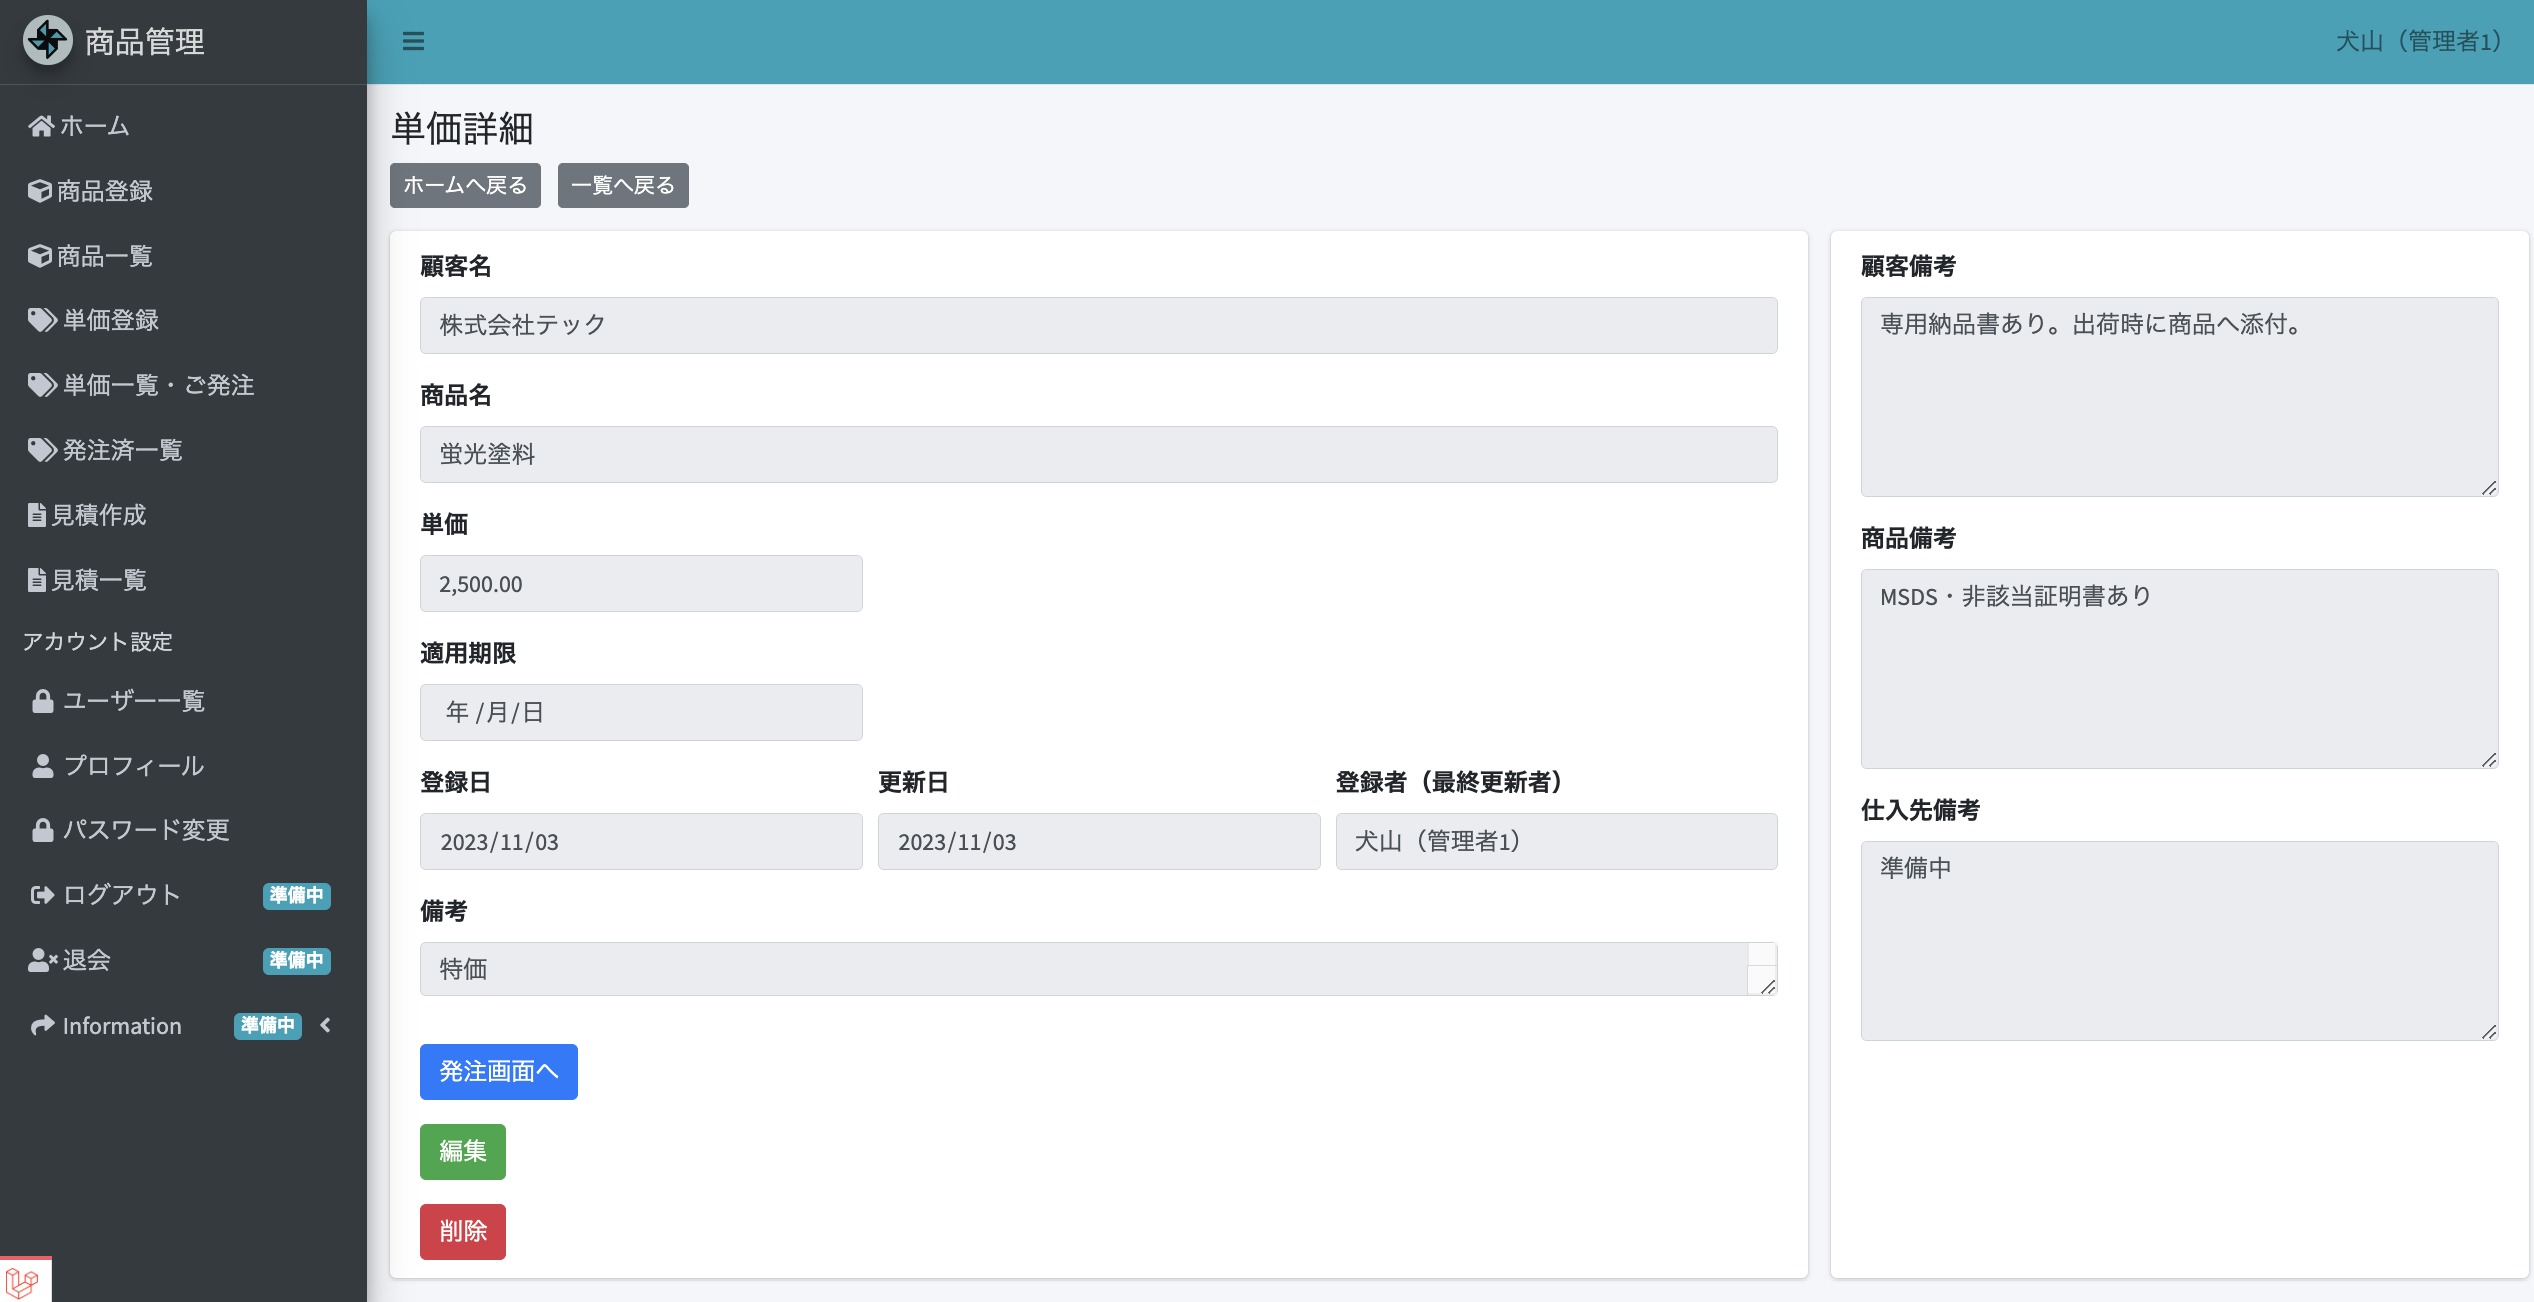 商品管理
ホーム
商品登録
商品一覧
単価登録
単価一覧・ご発注
発注済一覧
見積作成
見積一覧
アカウント設定
ユーザー一覧
プロフィール
パスワード変更
ログアウト 準備中
退会 準備中
Information 準備中
犬山（管理者1）
単価詳細
ホームへ戻る 一覧へ戻る
顧客名
株式会社テック
商品名
蛍光塗料
単価
2,500.00
適用期限
年 /月/日
登録日 更新日 登録者（最終更新者）
2023/11/03 2023/11/03 犬山（管理者1）
備考
特価
発注画面へ
編集
削除
顧客備考
専用納品書あり。出荷時に商品へ添付。
商品備考
MSDS・非該当証明書あり
仕入先備考
準備中